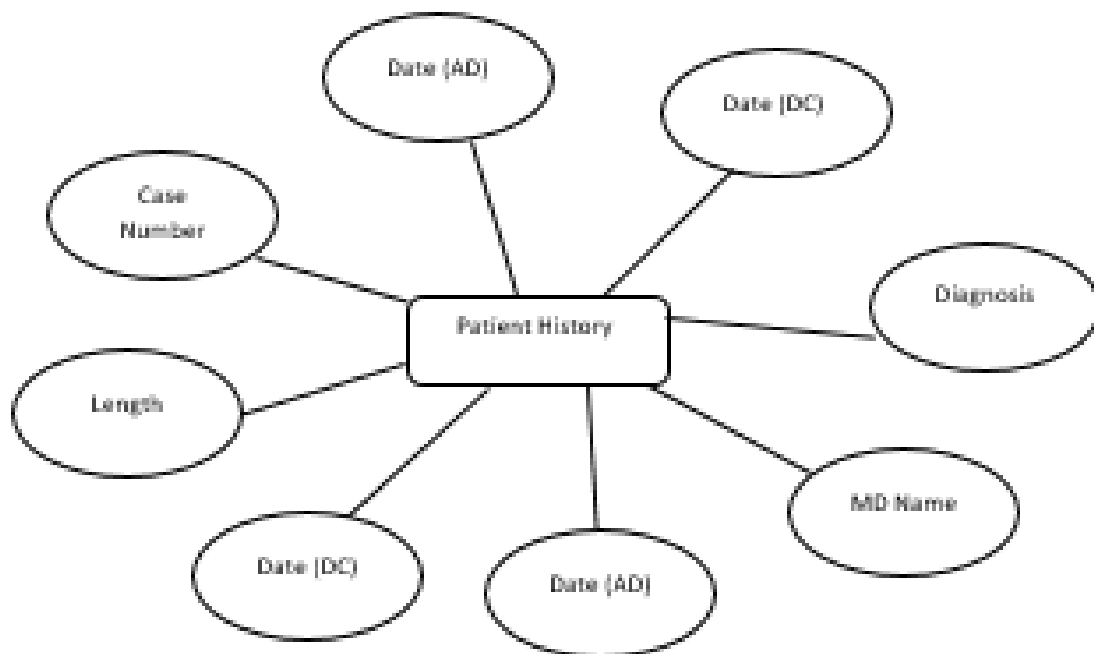 Date (AD)
Date (DC)
Case
Number
Diagnosis
Patient History
Length
MD Name
Date (DC)
Date (AD)